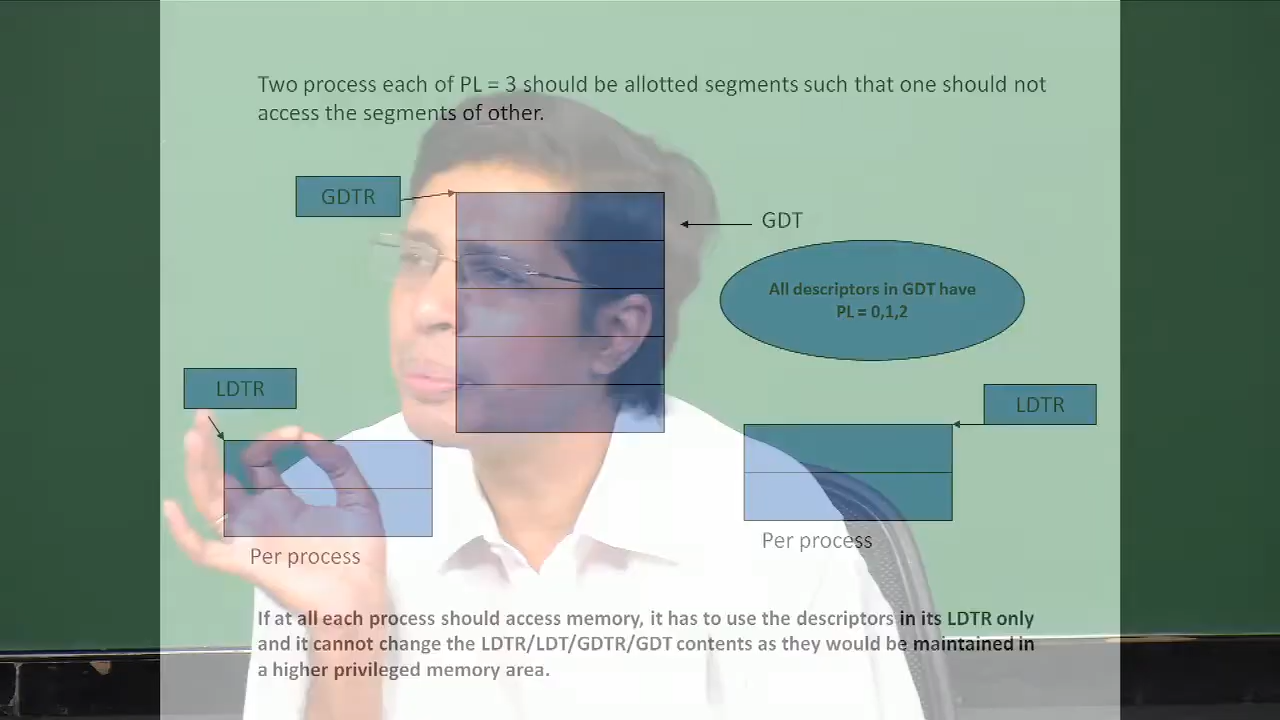 Two process each of PL = 3 should be allotted segments such that one should not
access the segments of other.
GDTR
GDT
All descriptors in GDT have
PL = 0,1,2
LDTR
LDTR
Per process
Per process
If at all each process should access memory, it has to use the descriptors in its LDTR only
and it cannot change the LDTR/LDT/GDTR/GDT contents as they would be maintained in
a higher privileged memory area.